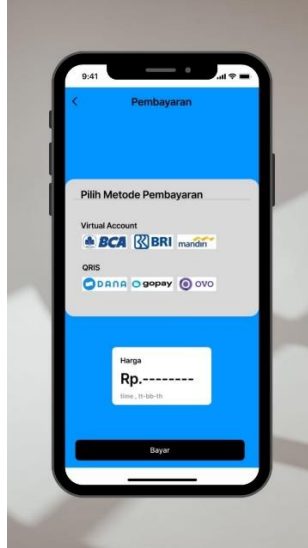 9:41
Pembayaran
Pilih Metode Pembayaran
Virtual Account
BCA BRI mandiri
QRIS
DANA gopay OVO
Harga
Rp.--------
time , tt-bb-th
Bayar